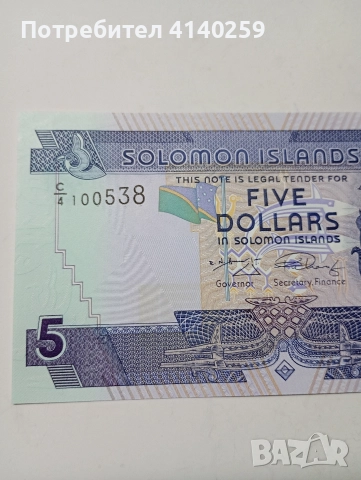 Потребител 4140259
SOLOMON ISLANDS
THIS NOTE IS LEGAL TENDER FOR
C/4 100538
FIVE
DOLLARS
IN SOLOMON ISLANDS
Governor Secretary, Finance
5
BAZAR